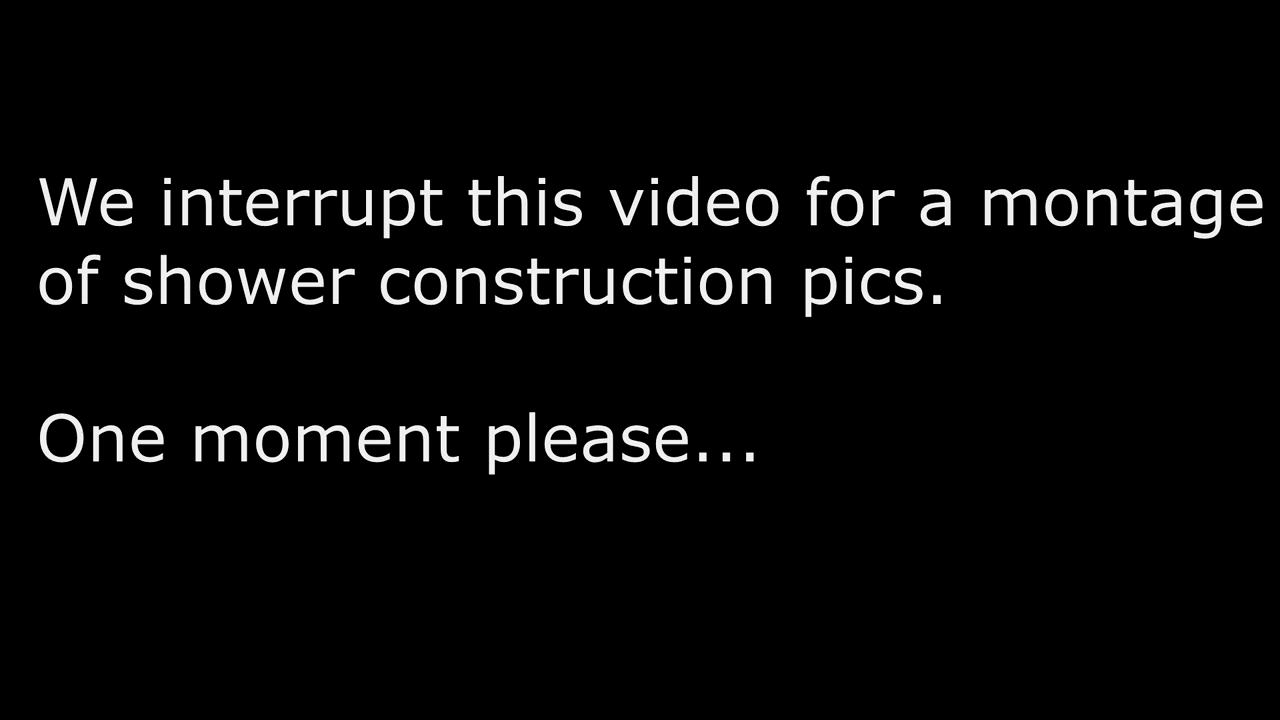 We interrupt this video for a montage
of shower construction pics.
One moment please...